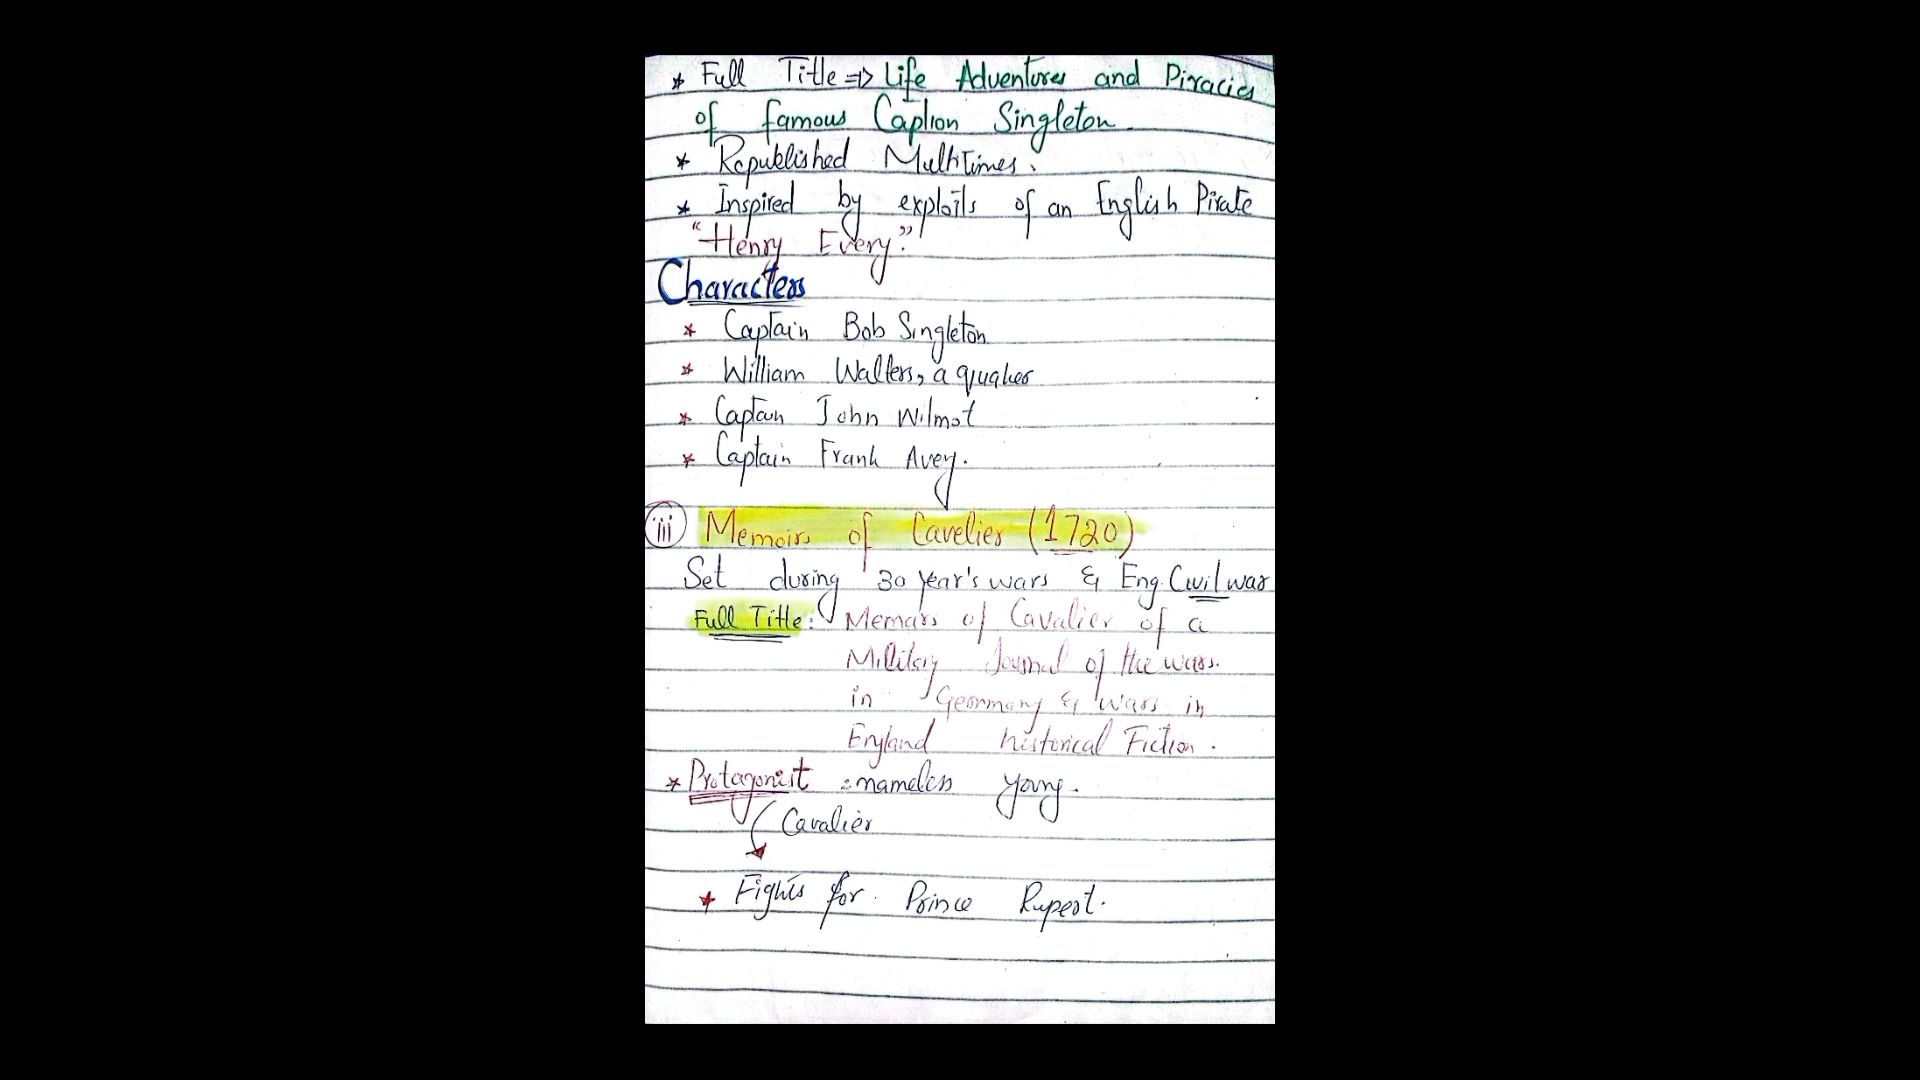 * Full Title => Life Adventures and Piracies
of famous Caption Singleton
* Republished Multitimes.
* Inspired by exploits of an English Pirate
"Henry Every."
Characters
* Captain Bob Singleton
* William Walters, a quaker
* Captain John Wilmot
* Captain Frank Avey.
(iii) Memoirs of Cavelier (1720)
Set during 30 year's wars & Eng. Civil war
Full Title: Memoirs of Cavalier of a
Military Journal of the wars.
in Germany & wars in
England historical Fiction.
* Protagonist : nameless young.
Cavalier
* Fights for Prince Rupert.